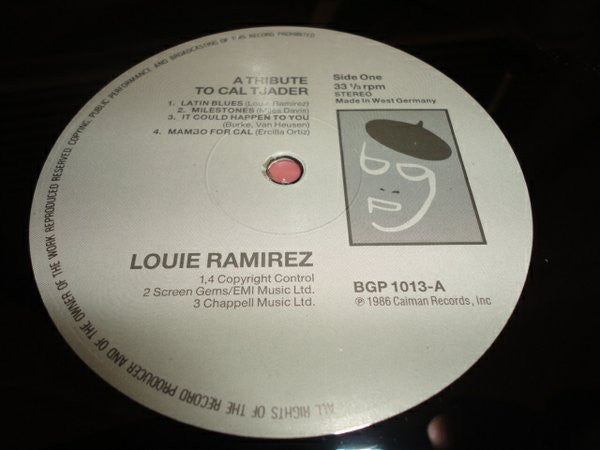 ALL RIGHTS OF THE RECORD PRODUCER AND OF THE OWNER OF THE WORK REPRODUCED RESERVED COPYING PUBLIC PERFORMANCE AND BROADCASTING OF THIS RECORD PROHIBITED
A TRIBUTE
TO CAL TJADER
1. LATIN BLUES (Louie Ramirez)
2. MILESTONES (Miles Davis)
3. IT COULD HAPPEN TO YOU
(Burke, Van Heusen)
4. MAMBO FOR CAL (Ercilla Ortiz)
Side One
33 ⅓ rpm
STEREO
Made in West Germany
bgp
LOUIE RAMIREZ
1,4 Copyright Control
2 Screen Gems/EMI Music Ltd.
3 Chappell Music Ltd.
BGP 1013-A
℗ 1986 Caiman Records, Inc